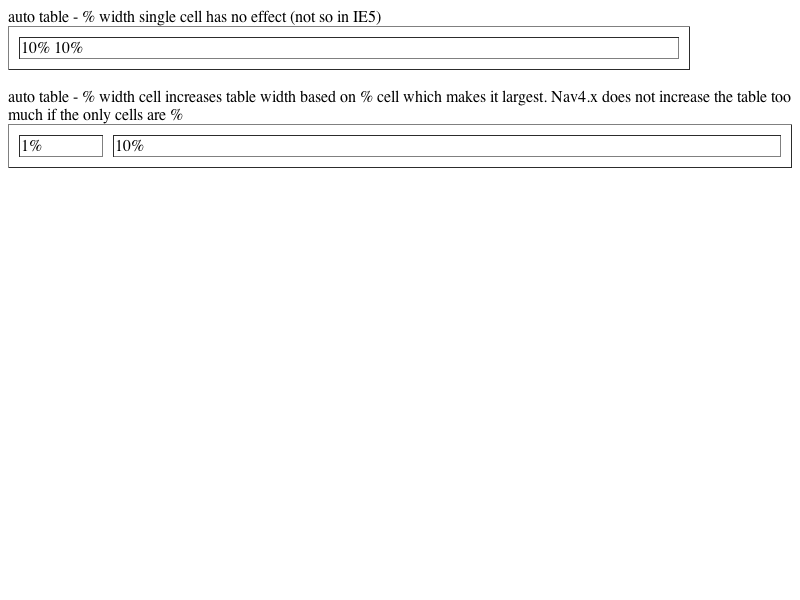 auto table - % width single cell has no effect (not so in IE5)
10% 10%
auto table - % width cell increases table width based on % cell which makes it largest. Nav4.x does not increase the table too
much if the only cells are %
1% 10%